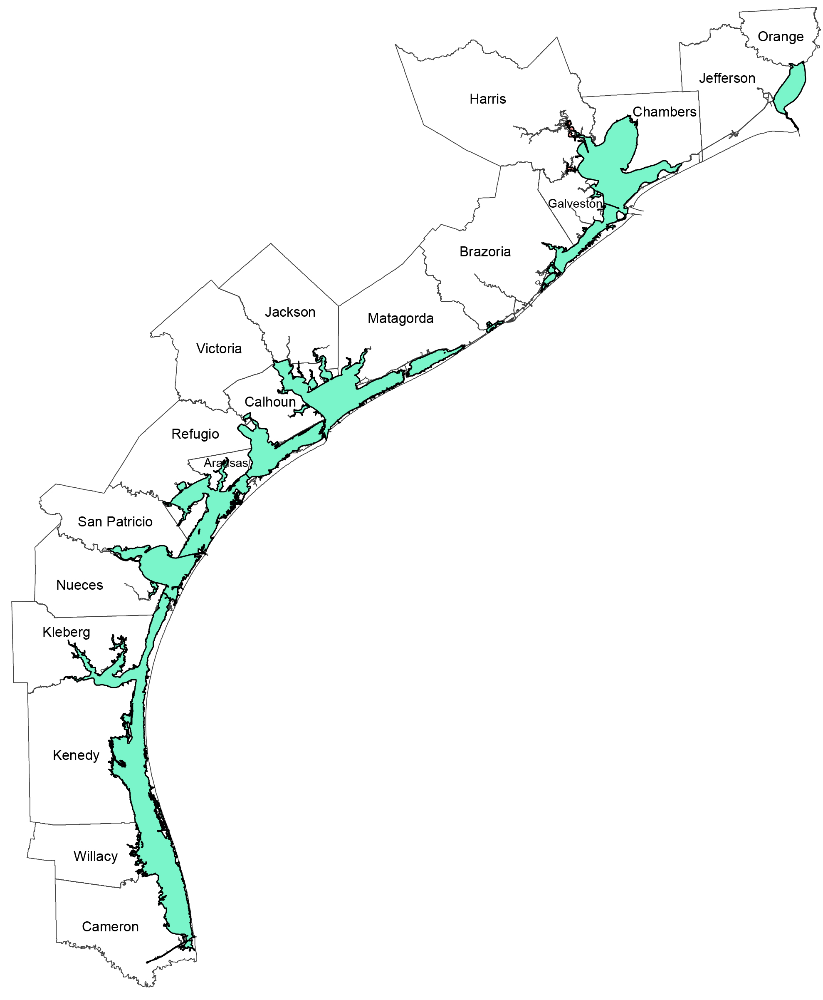 Orange
Jefferson
Harris
Chambers
Galveston
Brazoria
Jackson
Matagorda
Victoria
Calhoun
Refugio
Aransas
San Patricio
Nueces
Kleberg
Kenedy
Willacy
Cameron